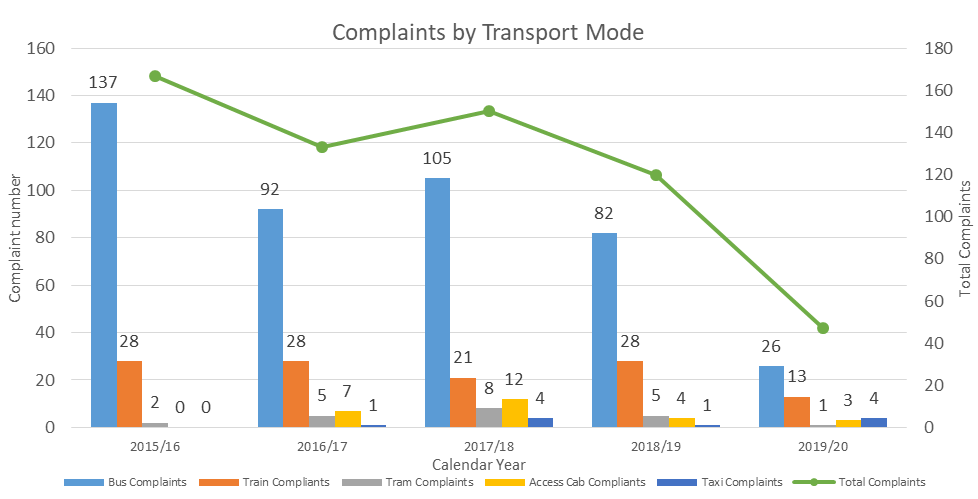 Complaints by Transport Mode
160 180
140 160
120 140
100 120
80 100
60 80
40 60
20 40
0 20
0
Complaint number
Total Complaints
137 28 2 0 0
92 28 5 7 1
105 21 8 12 4
82 28 5 4 1
26 13 1 3 4
2015/16 2016/17 2017/18 2018/19 2019/20
Calendar Year
Bus Complaints Train Compliants Tram Complaints Access Cab Compliants Taxi Complaints Total Complaints